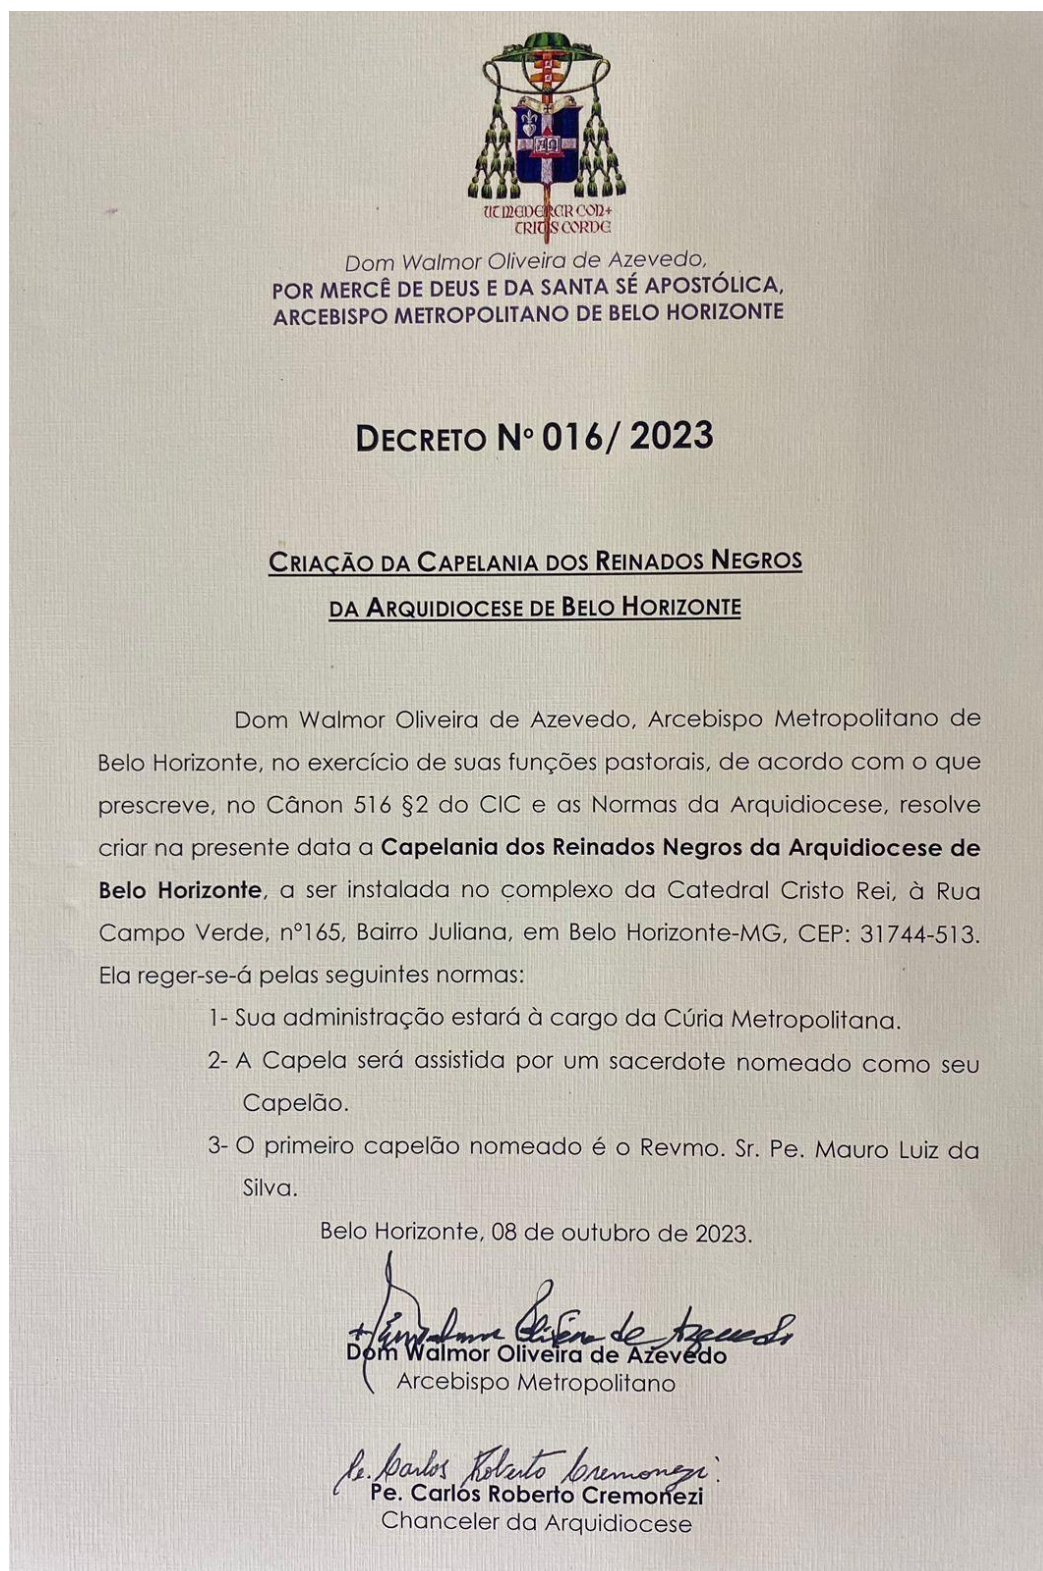 UT MEDERER CON+
TRITIS CORDE
Dom Walmor Oliveira de Azevedo,
POR MERCÊ DE DEUS E DA SANTA SÉ APOSTÓLICA,
ARCEBISPO METROPOLITANO DE BELO HORIZONTE
DECRETO Nº 016/ 2023
CRIAÇÃO DA CAPELANIA DOS REINADOS NEGROS
DA ARQUIDIOCESE DE BELO HORIZONTE
Dom Walmor Oliveira de Azevedo, Arcebispo Metropolitano de
Belo Horizonte, no exercício de suas funções pastorais, de acordo com o que
prescreve, no Cânon 516 §2 do CIC e as Normas da Arquidiocese, resolve
criar na presente data a Capelania dos Reinados Negros da Arquidiocese de
Belo Horizonte, a ser instalada no complexo da Catedral Cristo Rei, à Rua
Campo Verde, nº165, Bairro Juliana, em Belo Horizonte-MG, CEP: 31744-513.
Ela reger-se-á pelas seguintes normas:
1- Sua administração estará à cargo da Cúria Metropolitana.
2- A Capela será assistida por um sacerdote nomeado como seu
Capelão.
3- O primeiro capelão nomeado é o Revmo. Sr. Pe. Mauro Luiz da
Silva.
Belo Horizonte, 08 de outubro de 2023.
+ Walmor Oliveira de Azevedo
Dom Walmor Oliveira de Azevedo
Arcebispo Metropolitano
Pe. Carlos Roberto Cremonezi
Pe. Carlos Roberto Cremonezi
Chanceler da Arquidiocese